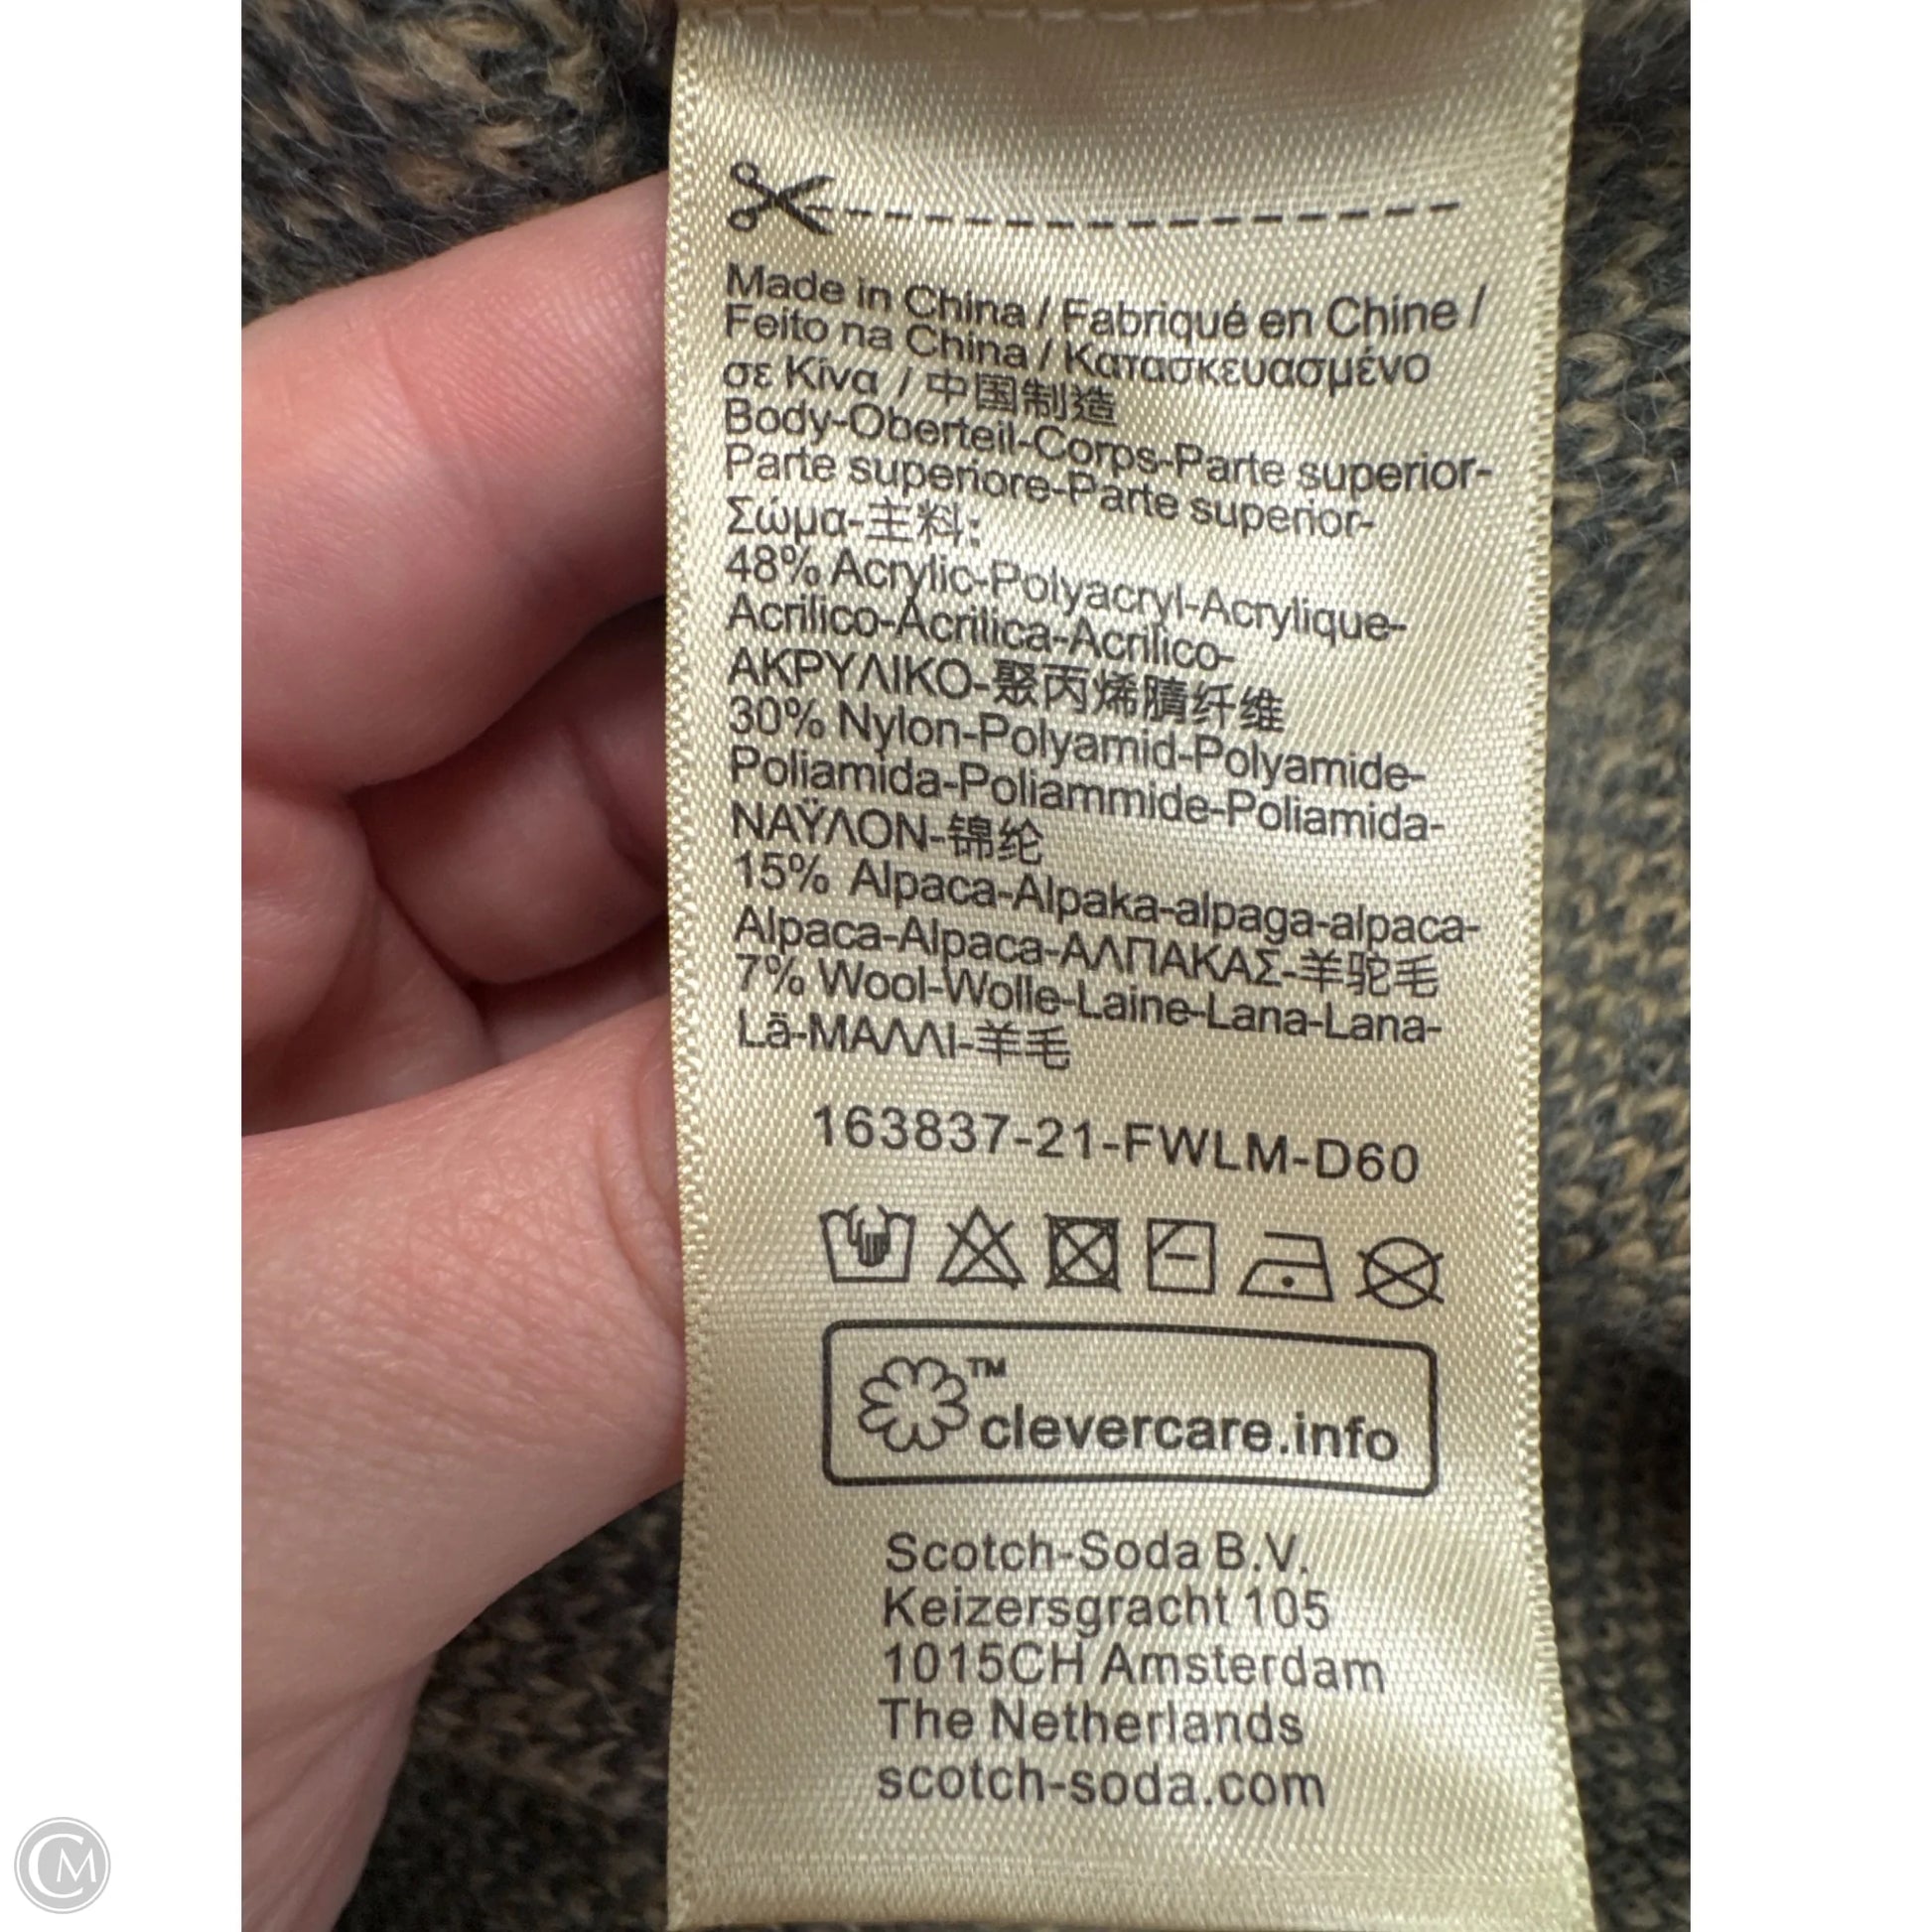 Made in China / Fabriqué en Chine /
Feito na China / Κατασκευασμένο
σε Κίνα / 中国制造
Body-Oberteil-Corps-Parte superior-
Parte superiore-Parte superior-
Σώμα-主料:
48% Acrylic-Polyacryl-Acrylique-
Acrilico-Acrilica-Acrilico-
ΑΚΡΥΛΙΚΟ-聚丙烯腈纤维
30% Nylon-Polyamid-Polyamide-
Poliamida-Poliammide-Poliamida-
ΝΑΫΛΟΝ-锦纶
15% Alpaca-Alpaka-alpaga-alpaca-
Alpaca-Alpaca-ΑΛΠΑΚΑΣ-羊驼毛
7% Wool-Wolle-Laine-Lana-Lana-
Lã-ΜΑΛΛΙ-羊毛
163837-21-FWLM-D60
™
clevercare.info
Scotch-Soda B.V.
Keizersgracht 105
1015CH Amsterdam
The Netherlands
scotch-soda.com
CM